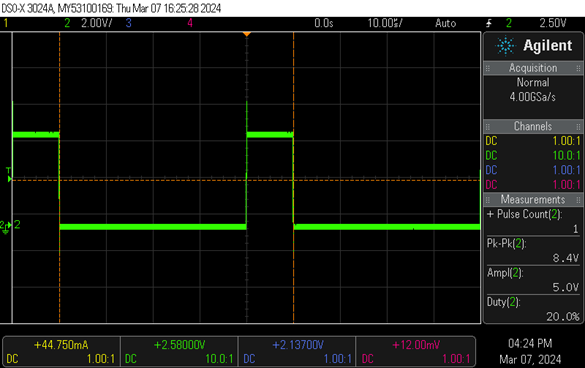 DSO-X 3024A, MY53100169: Thu Mar 07 16:25:28 2024
1 2 2.00V/ 3 4 0.0s 10.00%/ Auto 2 2.50V
Agilent
Acquisition
Normal
4.00GSa/s
Channels
DC 1.00:1
DC 10.0:1
DC 1.00:1
DC 1.00:1
Measurements
+ Pulse Count(2):
1
Pk-Pk(2):
8.4V
Ampl(2):
5.0V
Duty(2):
20.0%
T
2 2
+44.750mA +2.58000V +2.13700V +12.00mV
DC 1.00:1 DC 10.0:1 DC 1.00:1 DC 1.00:1
04:24 PM
Mar 07, 2024